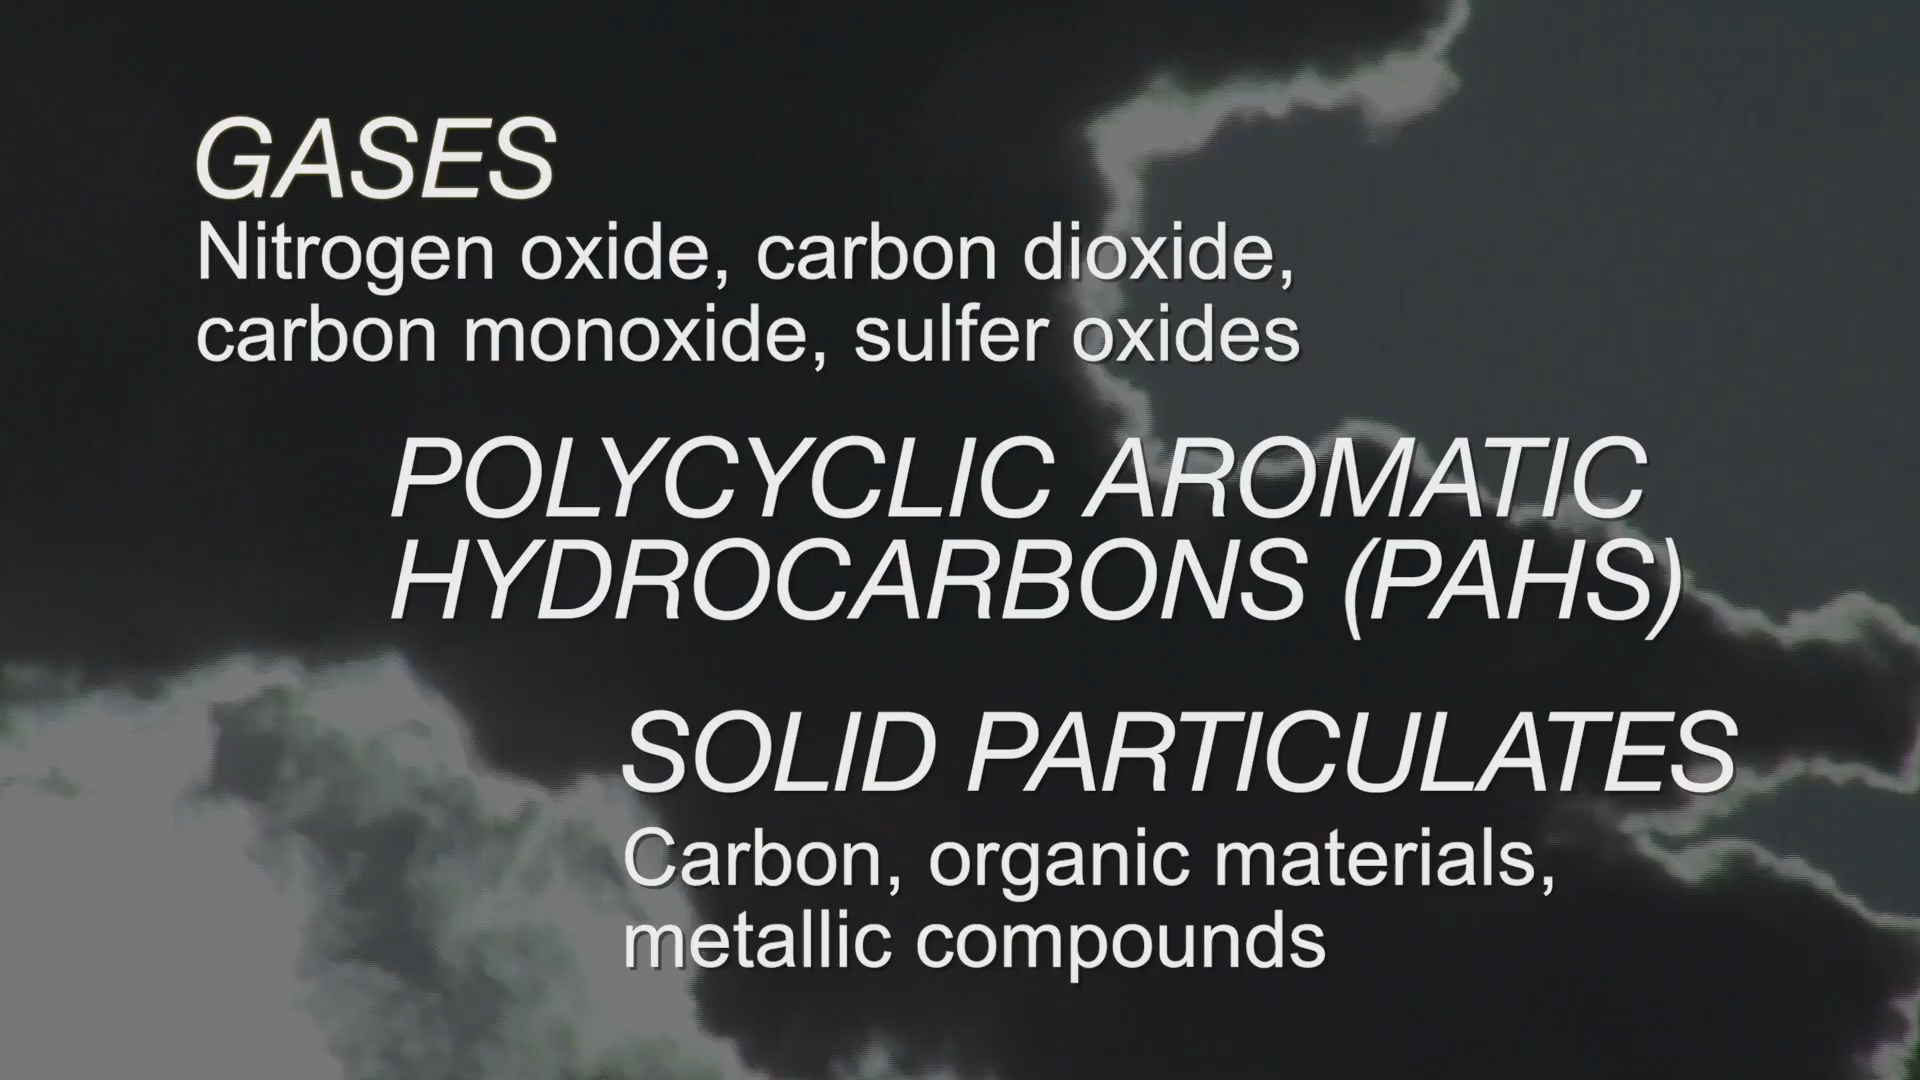 GASES
Nitrogen oxide, carbon dioxide,
carbon monoxide, sulfer oxides
POLYCYCLIC AROMATIC
HYDROCARBONS (PAHS)
SOLID PARTICULATES
Carbon, organic materials,
metallic compounds